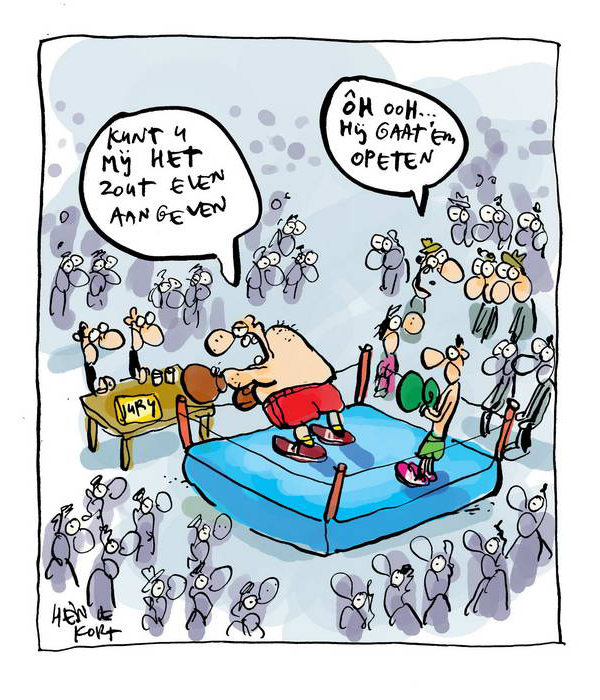 KUNT U
MIJ HET
ZOUT EVEN
AANGEVEN
ÔH OOH...
HIJ GAAT 'EM
OPETEN
JURY
HEIN DE
KORT